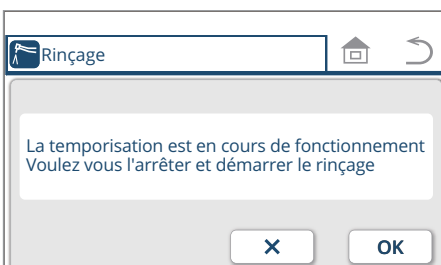 Rinçage
La temporisation est en cours de fonctionnement
Voulez vous l'arrêter et démarrer le rinçage
OK